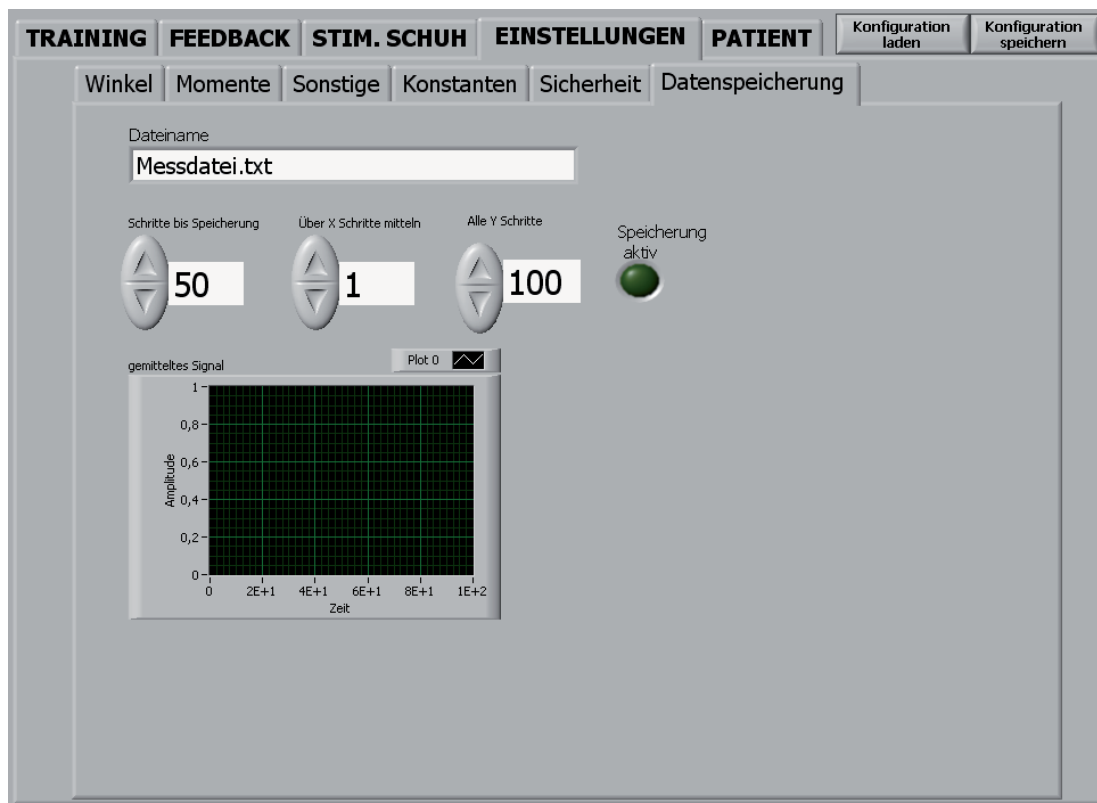 TRAINING FEEDBACK STIM. SCHUH EINSTELLUNGEN PATIENT
Konfiguration
laden
Konfiguration
speichern
Winkel Momente Sonstige Konstanten Sicherheit Datenspeicherung
Dateiname
Messdatei.txt
Schritte bis Speicherung
50
Über X Schritte mitteln
1
Alle Y Schritte
100
Speicherung
aktiv
gemitteltes Signal
Plot 0
1
0,8
0,6
0,4
0,2
0
Amplitude
0 2E+1 4E+1 6E+1 8E+1 1E+2
Zeit